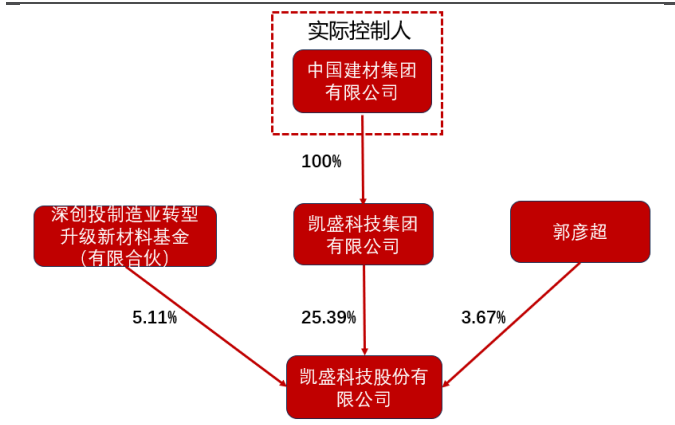 实际控制人
中国建材集团
有限公司
100%
深创投制造业转型
升级新材料基金
（有限合伙）
凯盛科技集团
有限公司
郭彦超
5.11%
25.39%
3.67%
凯盛科技股份有
限公司